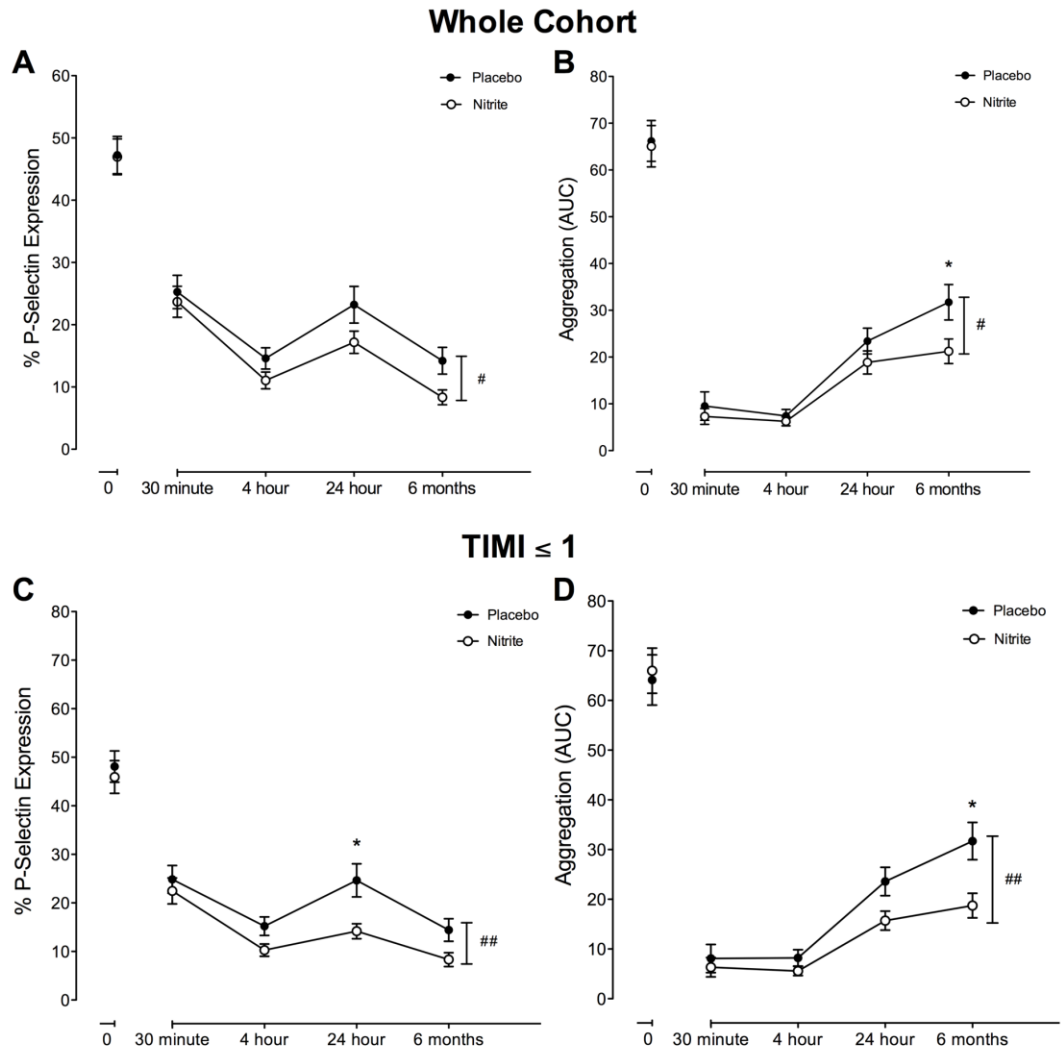 Whole Cohort
A
Placebo
Nitrite
% P-Selectin Expression
60
50
40
30
20
10
0
#
0 30 minute 4 hour 24 hour 6 months
B
Placebo
Nitrite
Aggregation (AUC)
80
70
60
50
40
30
20
10
0
*
#
0 30 minute 4 hour 24 hour 6 months
TIMI ≤ 1
C
Placebo
Nitrite
% P-Selectin Expression
80
70
60
50
40
30
20
10
0
*
##
0 30 minute 4 hour 24 hour 6 months
D
Placebo
Nitrite
Aggregation (AUC)
80
70
60
50
40
30
20
10
0
*
##
0 30 minute 4 hour 24 hour 6 months